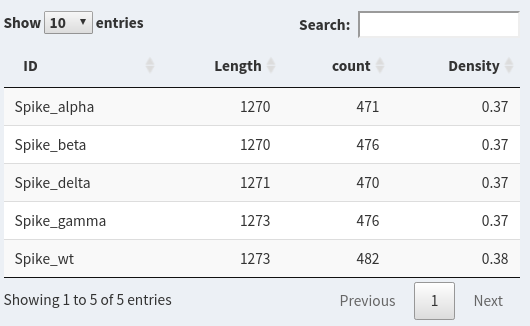 Show 10 entries Search:
ID Length count Density
Spike_alpha 1270 471 0.37
Spike_beta 1270 476 0.37
Spike_delta 1271 470 0.37
Spike_gamma 1273 476 0.37
Spike_wt 1273 482 0.38
Showing 1 to 5 of 5 entries Previous 1 Next